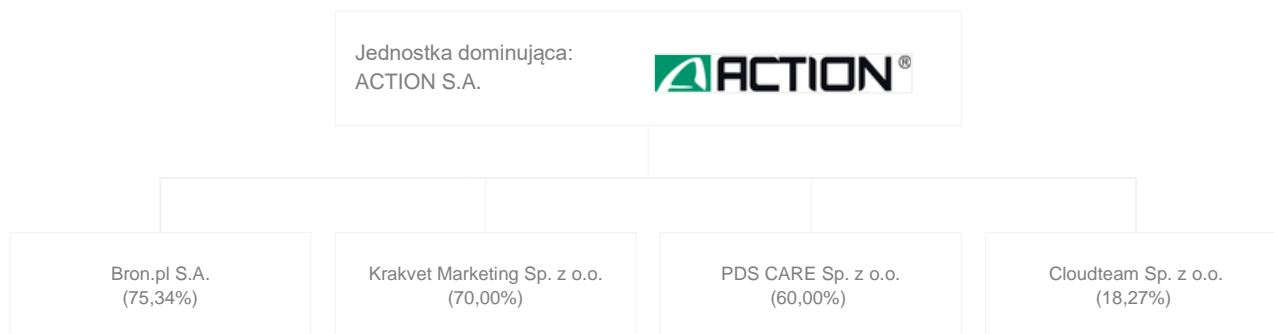 Jednostka dominująca:
ACTION S.A.
ACTION®
Bron.pl S.A.
(75,34%)
Krakvet Marketing Sp. z o.o.
(70,00%)
PDS CARE Sp. z o.o.
(60,00%)
Cloudteam Sp. z o.o.
(18,27%)